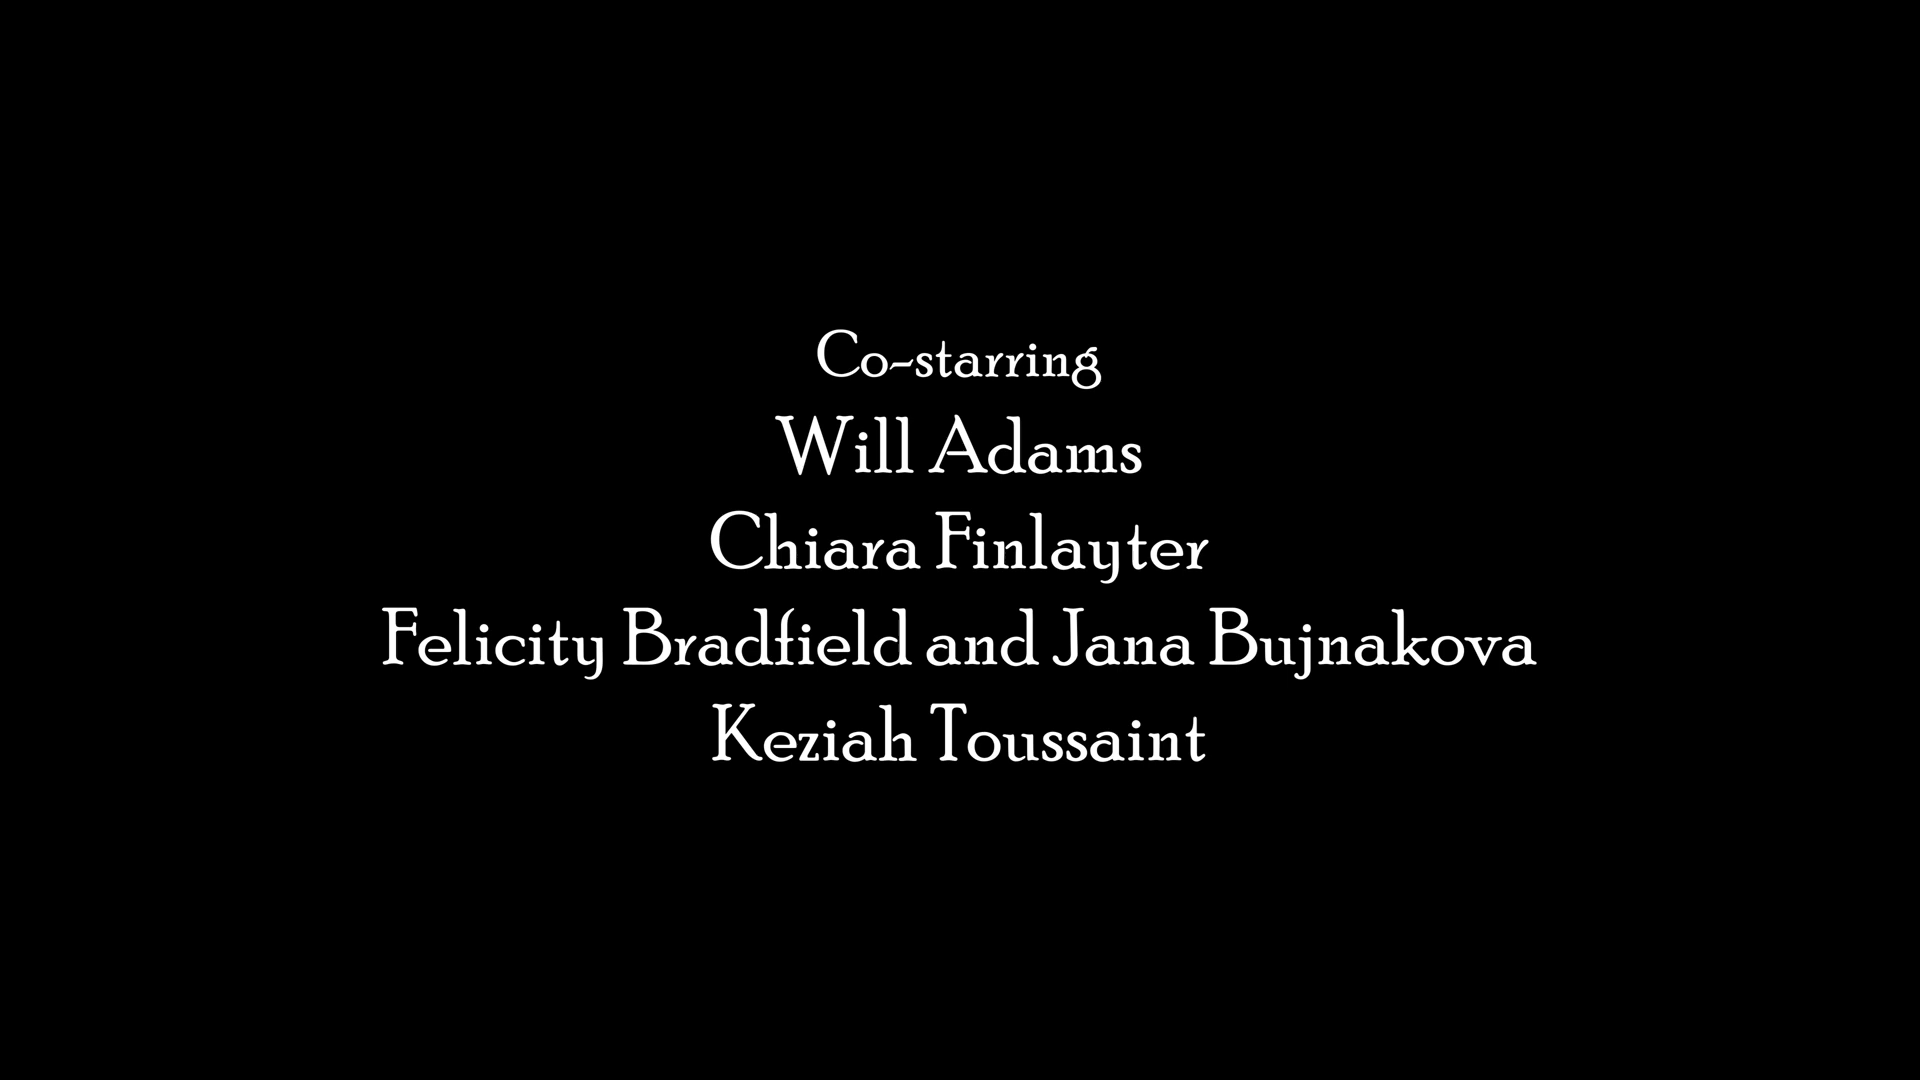 Co-starring
Will Adams
Chiara Finlayter
Felicity Bradfield and Jana Bujnakova
Keziah Toussaint